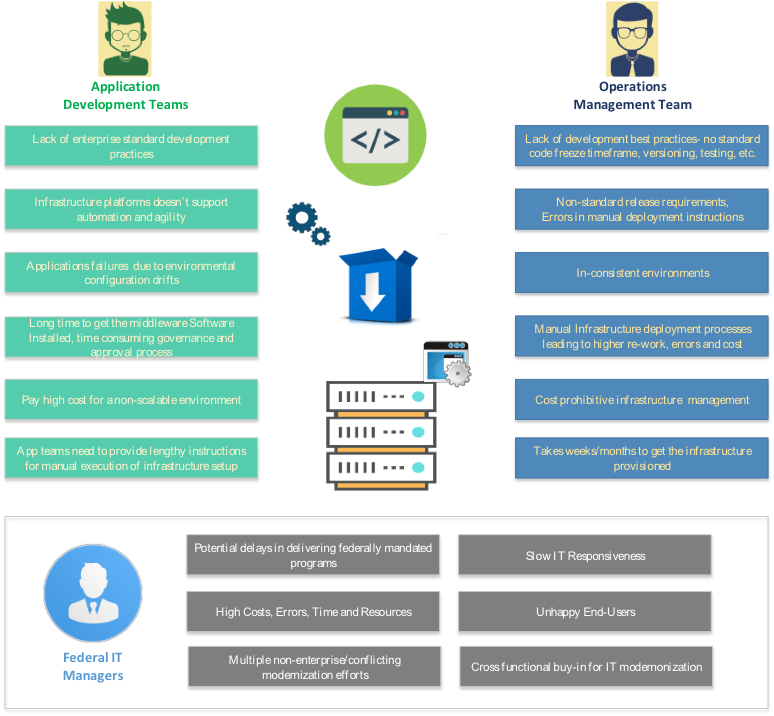 Application
Development Teams
Lack of enterprise standard development
practices
Infrastructure platforms doesn't support
automation and agility
Applications failures due to environmental
configuration drifts
Long time to get the middleware Software
Installed, time consuming governance and
approval process
Pay high cost for a non-scalable environment
App teams need to provide lengthy instructions
for manual execution of infrastructure setup
</>
Operations
Management Team
Lack of development best practices- no standard
code freeze timeframe, versioning, testing, etc.
Non-standard release requirements,
Errors in manual deployment instructions
In-consistent environments
Manual Infrastructure deployment processes
leading to higher re-work, errors and cost
Cost prohibitive infrastructure management
Takes weeks/months to get the infrastructure
provisioned
Federal IT
Managers
Potential delays in delivering federally mandated
programs
Slow IT Responsiveness
High Costs, Errors, Time and Resources
Unhappy End-Users
Multiple non-enterprise/conflicting
modernization efforts
Cross functional buy-in for IT modernonization